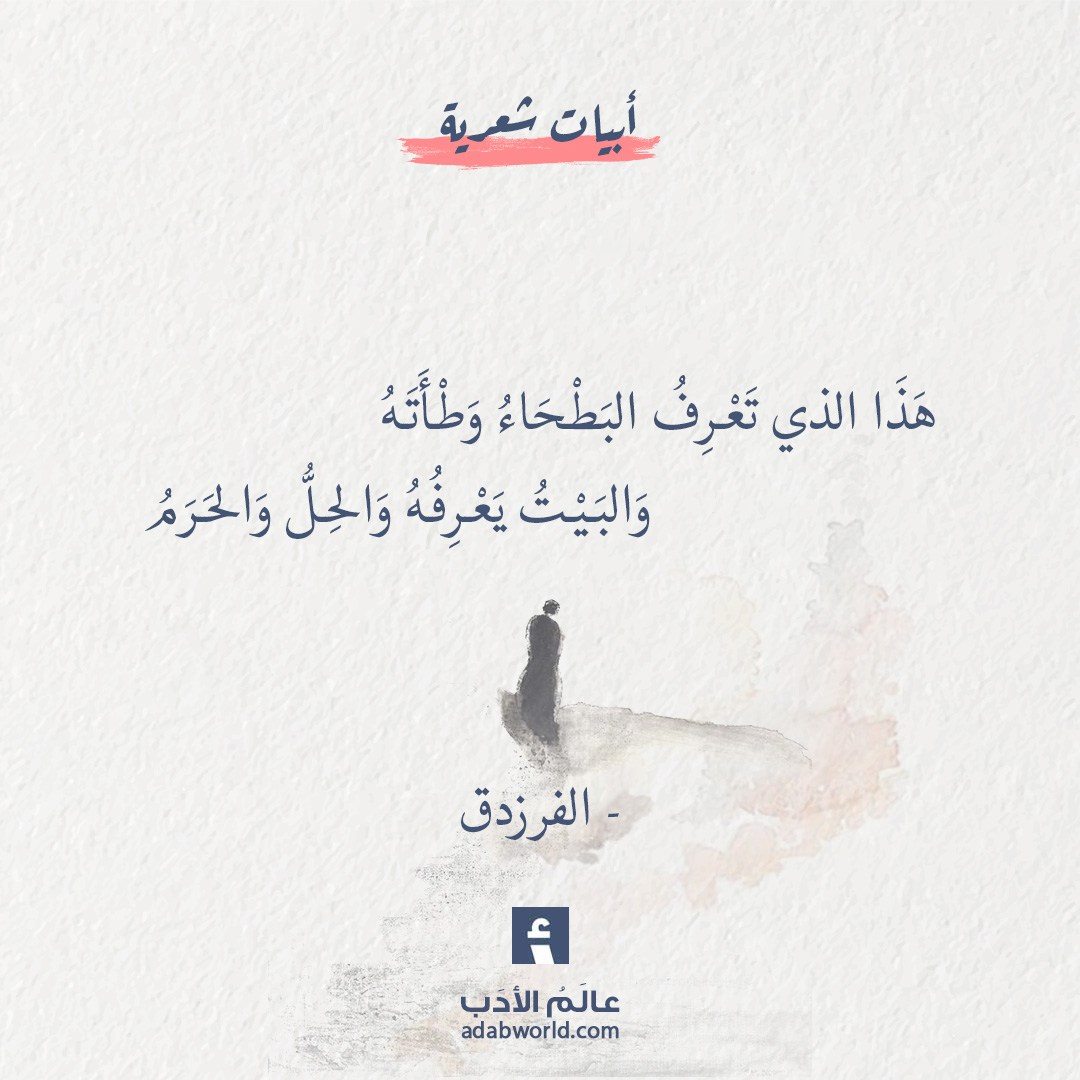 أبيات شعرية
هَذَا الذي تَعْرِفُ البَطْحَاءُ وَطْأَتَهُ
وَالبَيْتُ يَعْرِفُهُ وَالحِلُّ وَالحَرَمُ
- الفرزدق
أ
عالَمُ الأدَب
adabworld.com